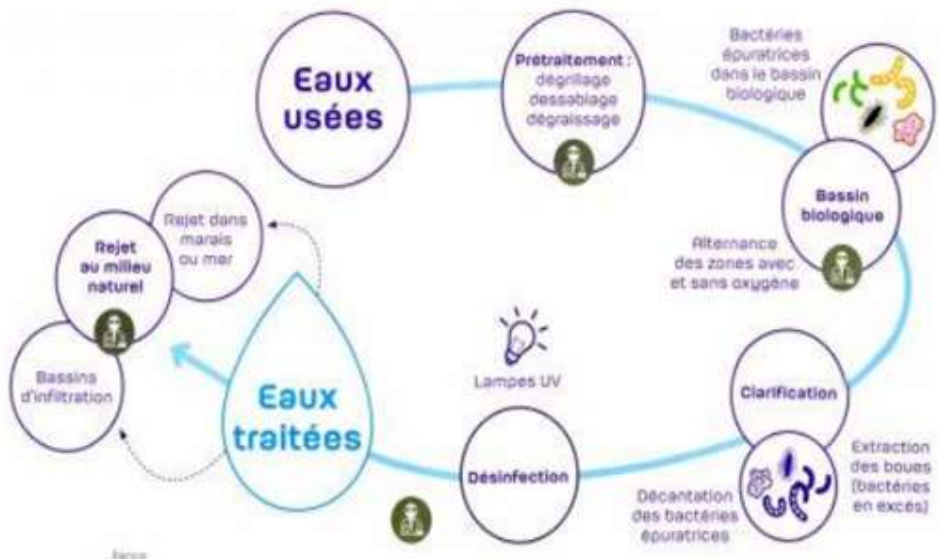 Eaux
usées
Prétraitement :
dégrillage
dessablage
dégraissage
Bactéries
épuratrices
dans le bassin
biologique
Bassin
biologique
Alternance
des zones avec
et sans oxygène
Clarification
Extraction
des boues
(bactéries
en excés)
Décantation
des bactéries
épuratrices
Lampes UV
Désinfection
Eaux
traitées
Rejet dans
marais
ou mer
Rejet
au milieu
naturel
Bassins
d'infiltration